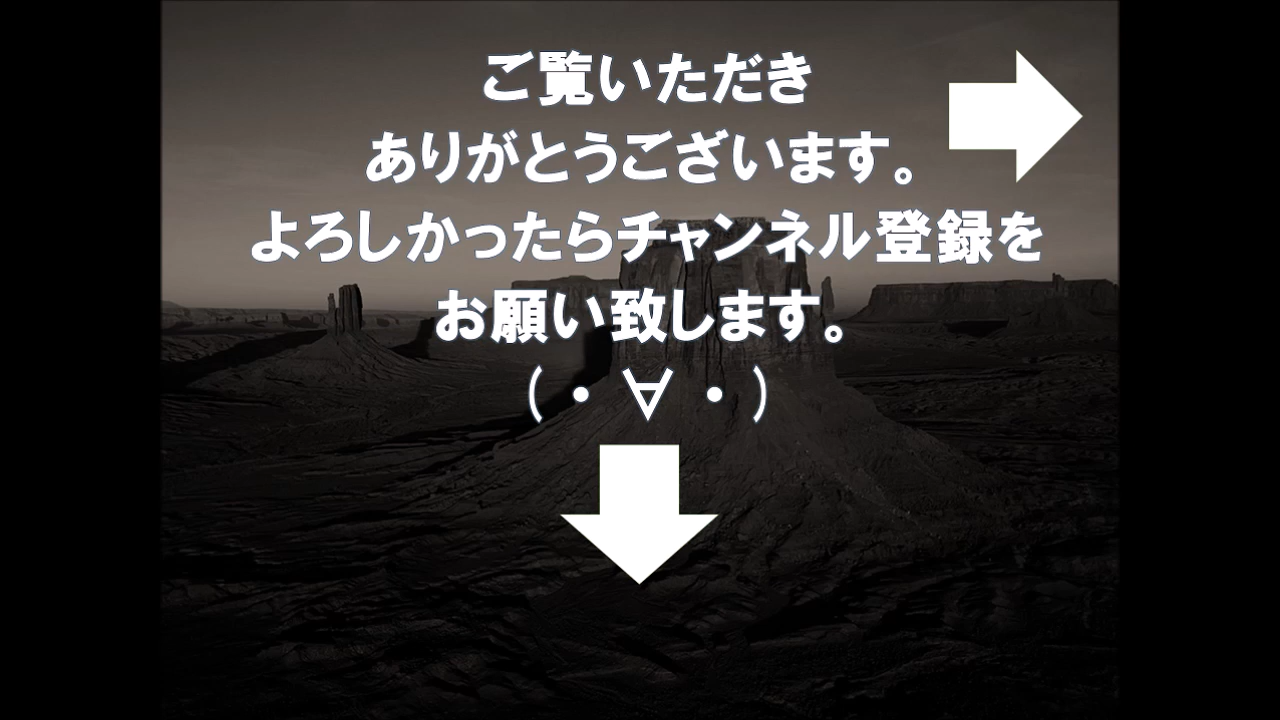 ご覧いただき
ありがとうございます。
よろしかったらチャンネル登録を
お願い致します。
(・∀・)